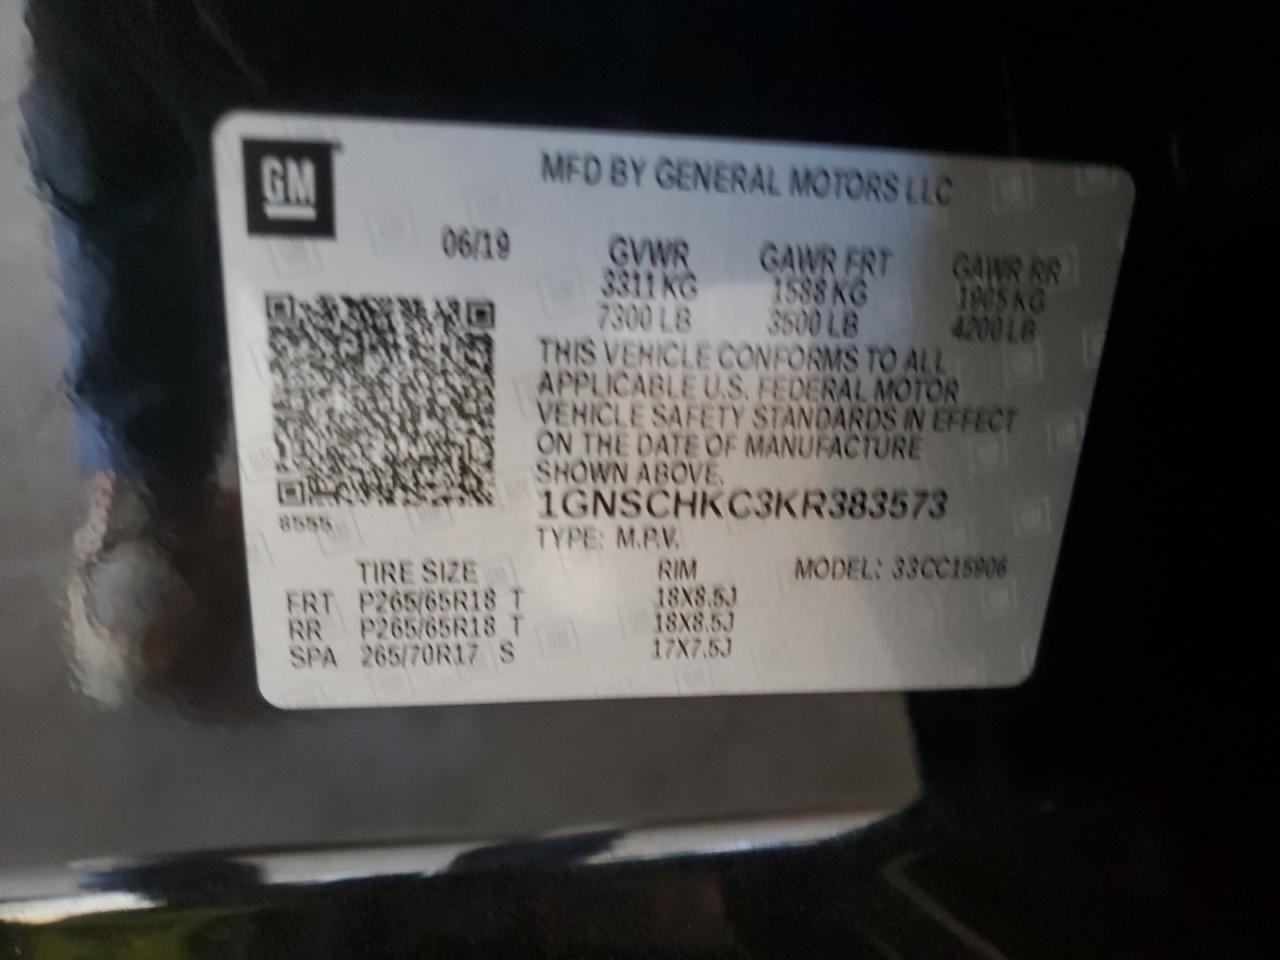 GM
MFD BY GENERAL MOTORS LLC
06/19
GVWR GAWR FRT GAWR RR
3311 KG 1588 KG 1905 KG
7300 LB 3500 LB 4200 LB
THIS VEHICLE CONFORMS TO ALL
APPLICABLE U.S. FEDERAL MOTOR
VEHICLE SAFETY STANDARDS IN EFFECT
ON THE DATE OF MANUFACTURE
SHOWN ABOVE.
1GNSCHKC3KR383573
8555
TYPE: M.P.V.
TIRE SIZE RIM MODEL: 33CC15906
FRT P265/65R18 T 18X8.5J
RR P265/65R18 T 18X8.5J
SPA 265/70R17 S 17X7.5J